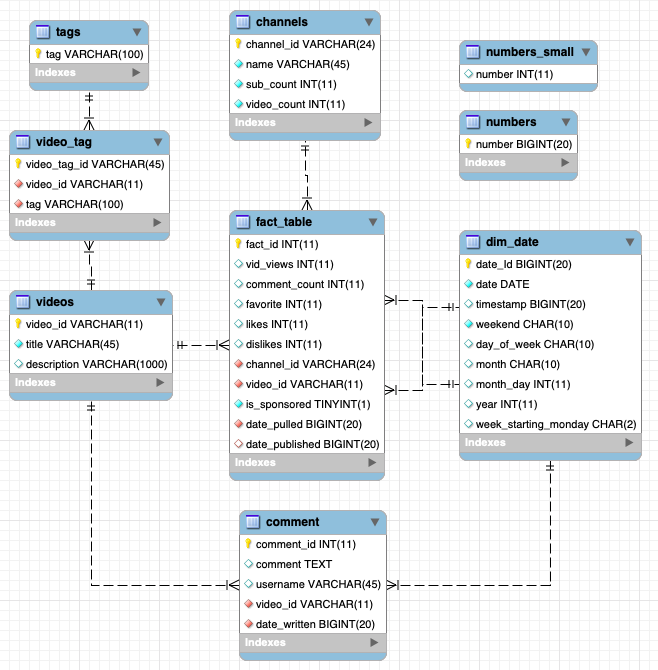 tags
tag VARCHAR(100)
Indexes
video_tag
video_tag_id VARCHAR(45)
video_id VARCHAR(11)
tag VARCHAR(100)
Indexes
videos
video_id VARCHAR(11)
title VARCHAR(45)
description VARCHAR(1000)
Indexes
channels
channel_id VARCHAR(24)
name VARCHAR(45)
sub_count INT(11)
video_count INT(11)
Indexes
fact_table
fact_id INT(11)
vid_views INT(11)
comment_count INT(11)
favorite INT(11)
likes INT(11)
dislikes INT(11)
channel_id VARCHAR(24)
video_id VARCHAR(11)
is_sponsored TINYINT(1)
date_pulled BIGINT(20)
date_published BIGINT(20)
Indexes
comment
comment_id INT(11)
comment TEXT
username VARCHAR(45)
video_id VARCHAR(11)
date_written BIGINT(20)
Indexes
numbers_small
number INT(11)
numbers
number BIGINT(20)
Indexes
dim_date
date_Id BIGINT(20)
date DATE
timestamp BIGINT(20)
weekend CHAR(10)
day_of_week CHAR(10)
month CHAR(10)
month_day INT(11)
year INT(11)
week_starting_monday CHAR(2)
Indexes